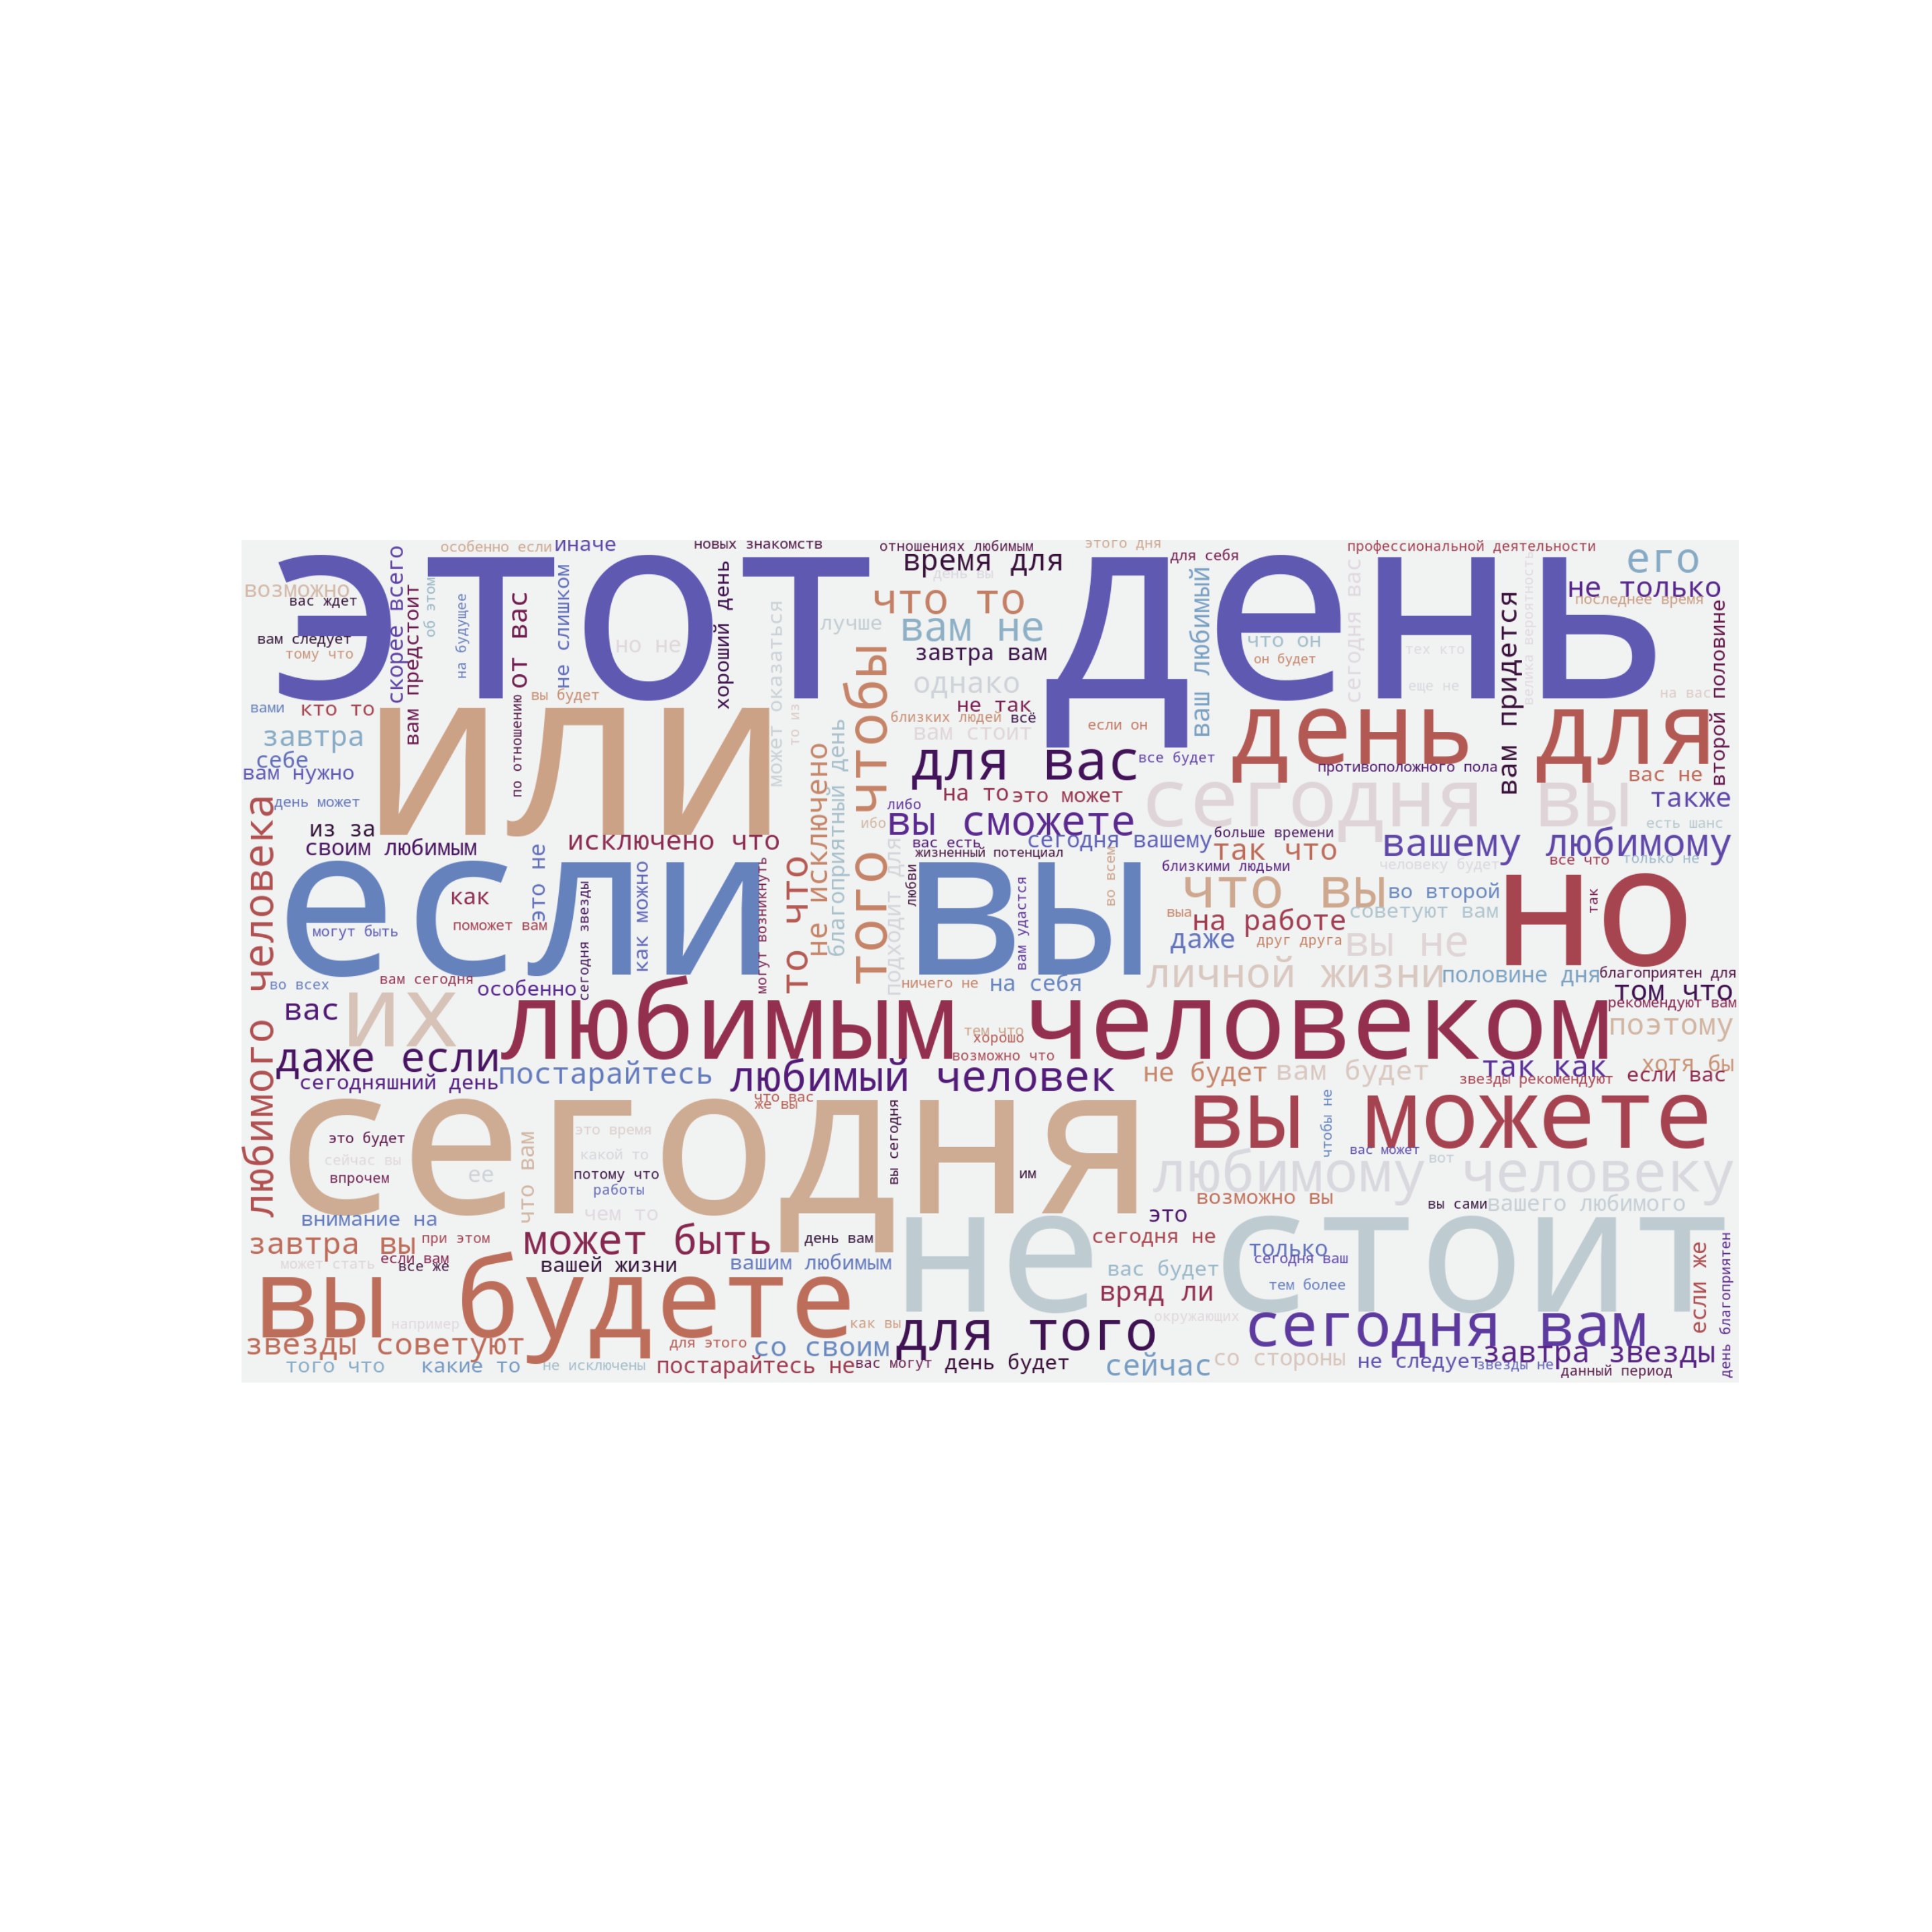 этот день
особенно если
иначе
новых знакомств
отношениях любимым
этого дня
для себя
профессиональной деятельности
его
время для
день вы
не только
последнее время
возможно
вас ждет
вам следует
тому что
скорее всего
вам предстоит
об этом
на будущее
от вас
не слишком
но не
хороший день
может оказаться
лучше
что то
вам не
завтра вам
однако
не так
близких людей
всё
вам стоит
если он
ваш любимый
что он
он будет
сегодня вас
тех кто
еще не
вам придется
велика вероятность
на вас
второй половине
вами
кто то
вы будет
по отношению
то из
завтра
себе
вам нужно
день может
или
не исключено
благоприятный день
того чтобы
для вас
все будет
день для
противоположного пола
вас не
также
есть шанс
на то
это может
либо
ибо
вы сможете
сегодня вы
вас есть
сегодня вашему
больше времени
так что
вашему любимому
из за
своим любимым
исключено что
любимого человека
если вы
как
поможет вам
могут быть
это не
сегодня звезды
как можно
могут возникнуть
то что
подходит для
жизненный потенциал
любви
вам удастся
во всем
близкими людьми
человеку будет
все что
только не
что вы
во второй
советуют вам
так
но
выа
на работе
даже
друг друга
вы не
личной жизни
половине дня
благоприятен для
том что
рекомендуют вам
во всех
вам сегодня
особенно
ничего не
на себя
вас
их
любимым человеком
тем что
хорошо
возможно что
поэтому
даже если
сегодняшний день
постарайтесь
любимый человек
не будет
вам будет
так как
хотя бы
звезды рекомендуют
если вас
что вас
же вы
сегодня
это будет
сейчас вы
впрочем
ее
что вам
это время
какой то
потому что
работы
чем то
вы сегодня
им
вы можете
чтобы не
вас может
вот
любимому человеку
возможно вы
вы сами
вашего любимого
внимание на
завтра вы
при этом
может быть
день вам
это
сегодня не
только
сегодня ваш
не стоит
может стать
если вам
все же
вашей жизни
вашим любимым
вас будет
тем более
вряд ли
если же
день благоприятен
вы будете
например
как вы
окружающих
звезды советуют
для этого
со своим
для того
сегодня вам
того что
какие то
не исключены
постарайтесь не
вас могут
день будет
сейчас
со стороны
не следует
завтра звезды
звезды не
данный период